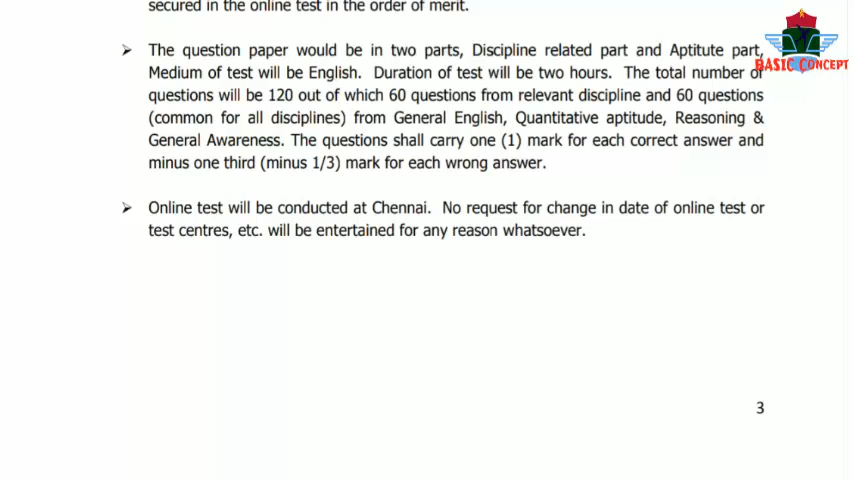 secured in the online test in the order of merit.
➢ The question paper would be in two parts, Discipline related part and Aptitute part,
Medium of test will be English. Duration of test will be two hours. The total number of
questions will be 120 out of which 60 questions from relevant discipline and 60 questions
(common for all disciplines) from General English, Quantitative aptitude, Reasoning &
General Awareness. The questions shall carry one (1) mark for each correct answer and
minus one third (minus 1/3) mark for each wrong answer.
➢ Online test will be conducted at Chennai. No request for change in date of online test or
test centres, etc. will be entertained for any reason whatsoever.
3
BASIC CONCEPT